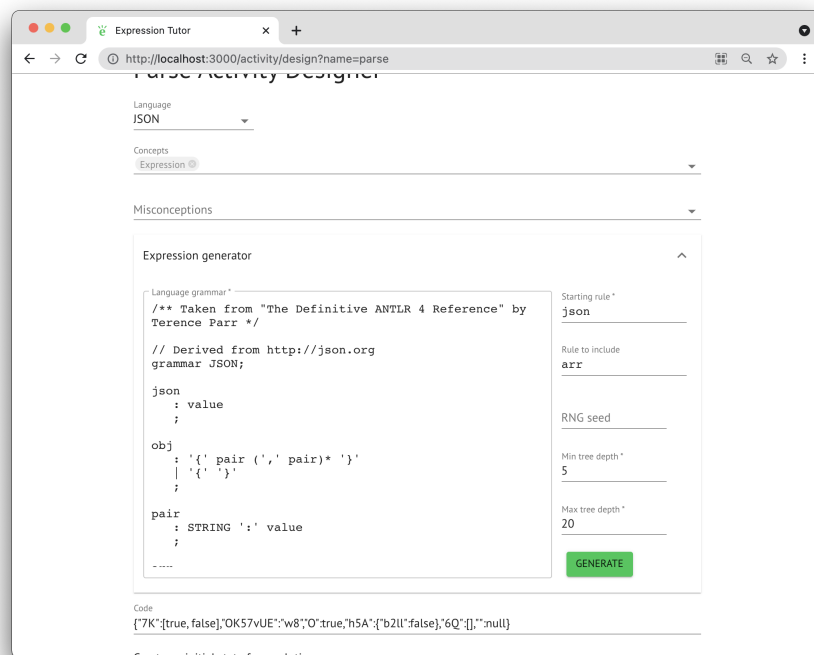 Expression Tutor
http://localhost:3000/activity/design?name=parse
Parse Activity Designer
Language
JSON
Concepts
Expression
Misconceptions
Expression generator
Language grammar *
/** Taken from "The Definitive ANTLR 4 Reference" by
Terence Parr */
// Derived from http://json.org
grammar JSON;
json
: value
;
obj
: '{' pair (',' pair)* '}'
| '{' '}'
;
pair
: STRING ':' value
;
Starting rule *
json
Rule to include
arr
RNG seed
Min tree depth *
5
Max tree depth *
20
GENERATE
Code
{"7K":[true, false],"OK57vUE":"w8","O":true,"h5A":{"b2ll":false},"6Q":[],"":null}